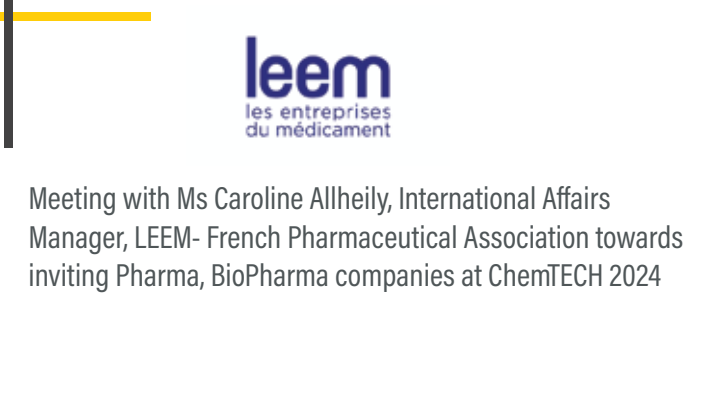 leem
les entreprises
du médicament
Meeting with Ms Caroline Allheily, International Affairs
Manager, LEEM- French Pharmaceutical Association towards
inviting Pharma, BioPharma companies at ChemTECH 2024